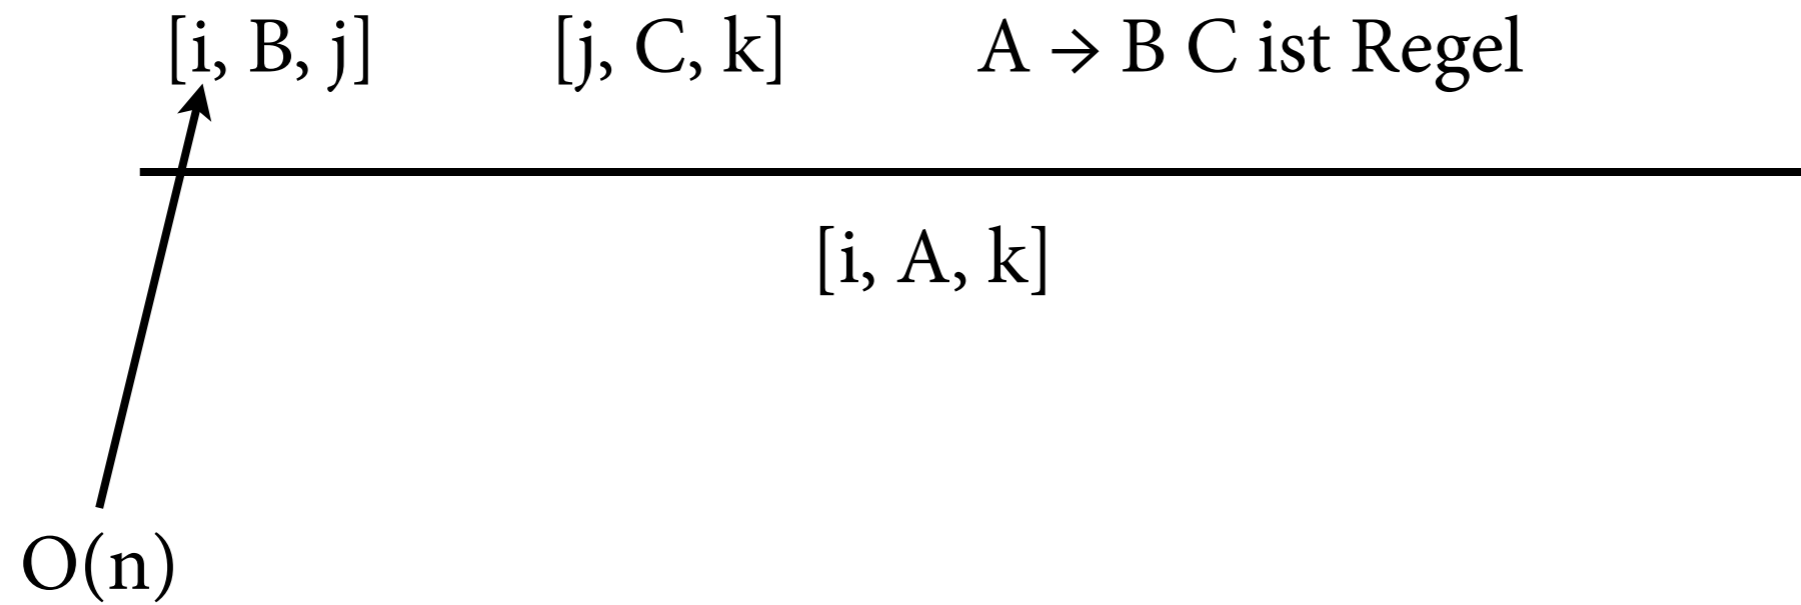 [i, B, j] [j, C, k] A → B C ist Regel
[i, A, k]
O(n)